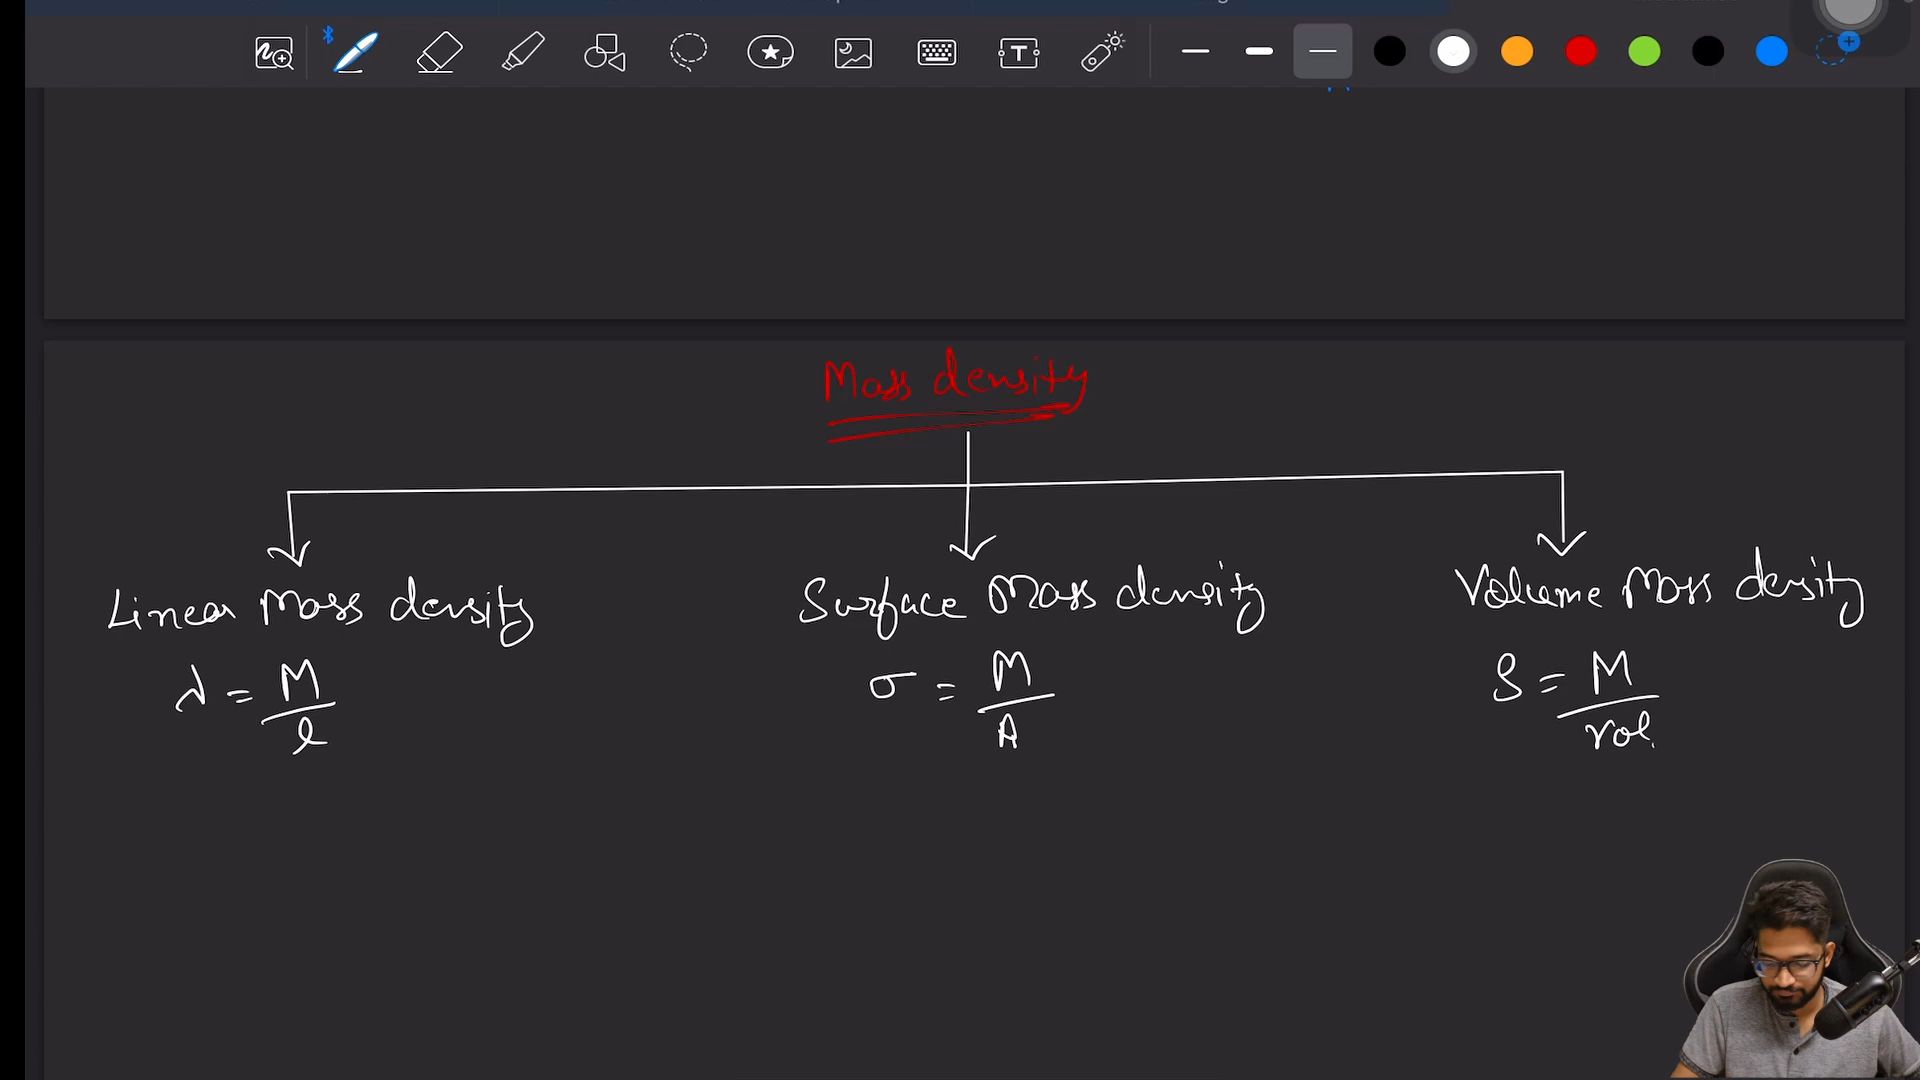 Mass density
Linear Mass density
Surface Mass density
Volume Mass density
λ = M/l
σ = M/A
ρ = M/vol.